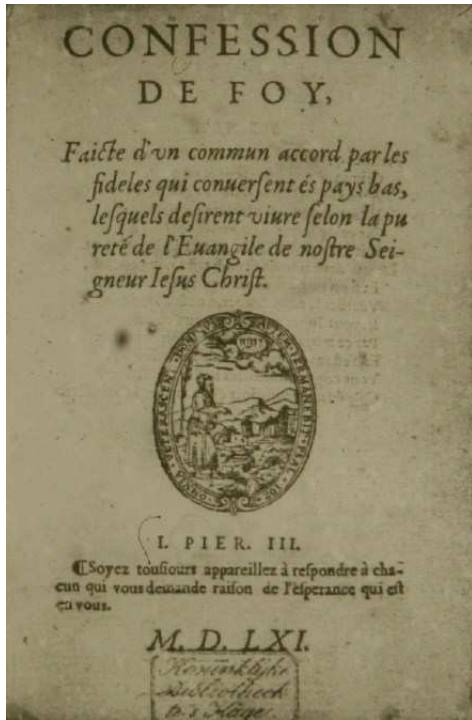 CONFESSION
DE FOY,
Faicte d'vn commun accord par les
fideles qui conuerſent és pays bas,
leſquels deſirent viure ſelon la pu
reté de l'Euangile de noſtre Sei-
gneur Ieſus Chriſt.
I. PIER. III.
¶Soyez touſiours appareillez à reſpondre à cha-
cun qui vous demande raiſon de l'eſperance qui eſt
en vous.
M. D. LXI.
Koninklijke
Bibliotheek